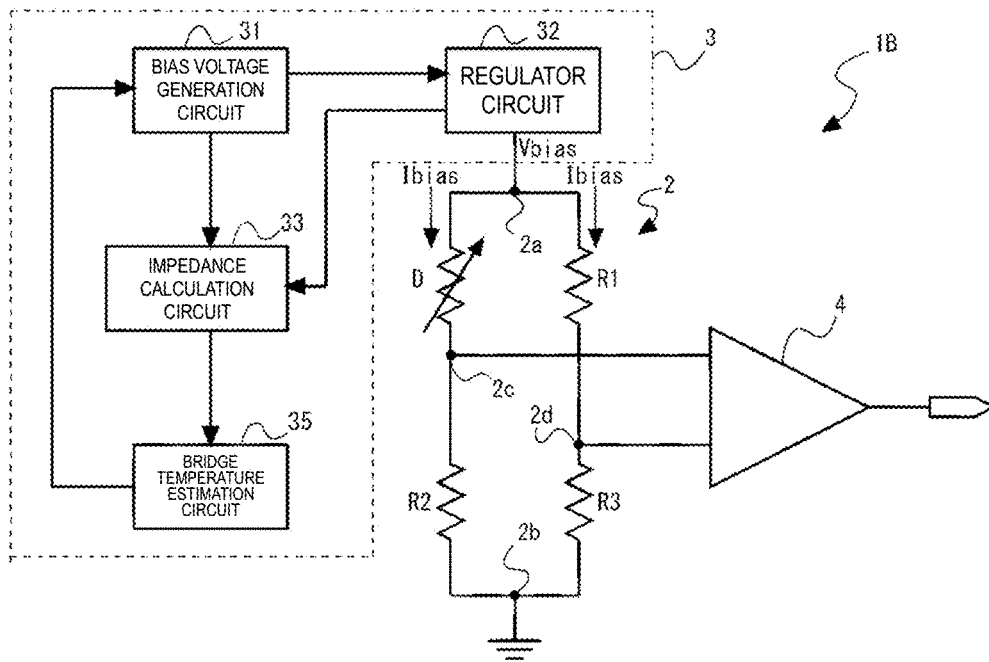 31
BIAS VOLTAGE
GENERATION
CIRCUIT
32
REGULATOR
CIRCUIT
3
1B
Vbias
Ibias
Ibias
2
2a
33
IMPEDANCE
CALCULATION
CIRCUIT
D
R1
4
2c
2d
35
BRIDGE
TEMPERATURE
ESTIMATION
CIRCUIT
R2
R3
2b